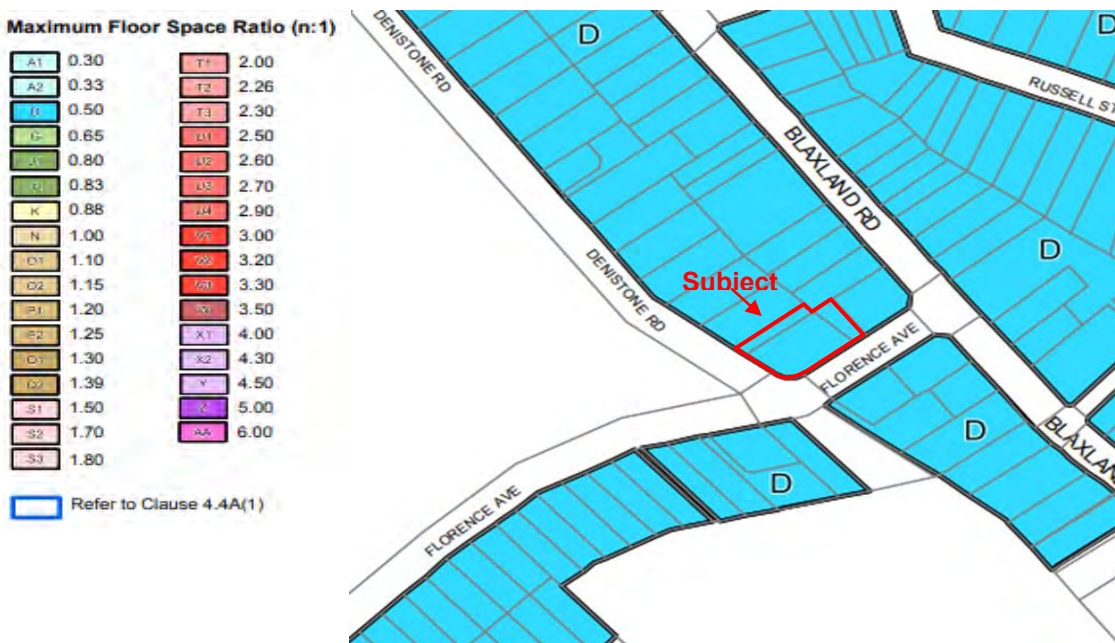 Maximum Floor Space Ratio (n:1)
A1 0.30
A2 0.33
D 0.50
G 0.65
0.80
0.83
K 0.88
N 1.00
O1 1.10
O2 1.15
P1 1.20
P2 1.25
Q1 1.30
Q2 1.39
S1 1.50
S2 1.70
S3 1.80
T1 2.00
T2 2.26
T3 2.30
U1 2.50
U2 2.60
U3 2.70
U4 2.90
V1 3.00
V2 3.20
V3 3.30
3.50
X1 4.00
X2 4.30
Y 4.50
Z 5.00
AA 6.00
Refer to Clause 4.4A(1)
DENISTONE RD
D
D
RUSSELL ST
BLAXLAND RD
D
DENISTONE RD
Subject
FLORENCE AVE
D
BLAXLAND
D
FLORENCE AVE